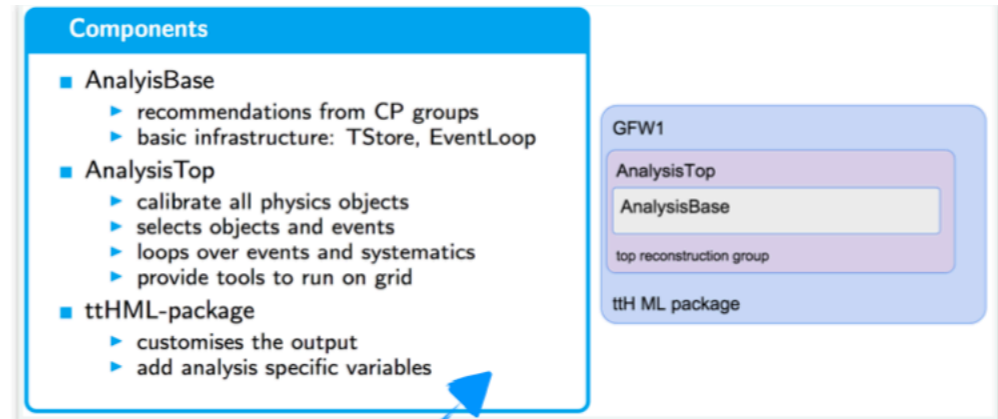 Components
AnalyisBase
recommendations from CP groups
basic infrastructure: TStore, EventLoop
AnalysisTop
calibrate all physics objects
selects objects and events
loops over events and systematics
provide tools to run on grid
ttHML-package
customises the output
add analysis specific variables
GFW1
AnalysisTop
AnalysisBase
top reconstruction group
ttH ML package